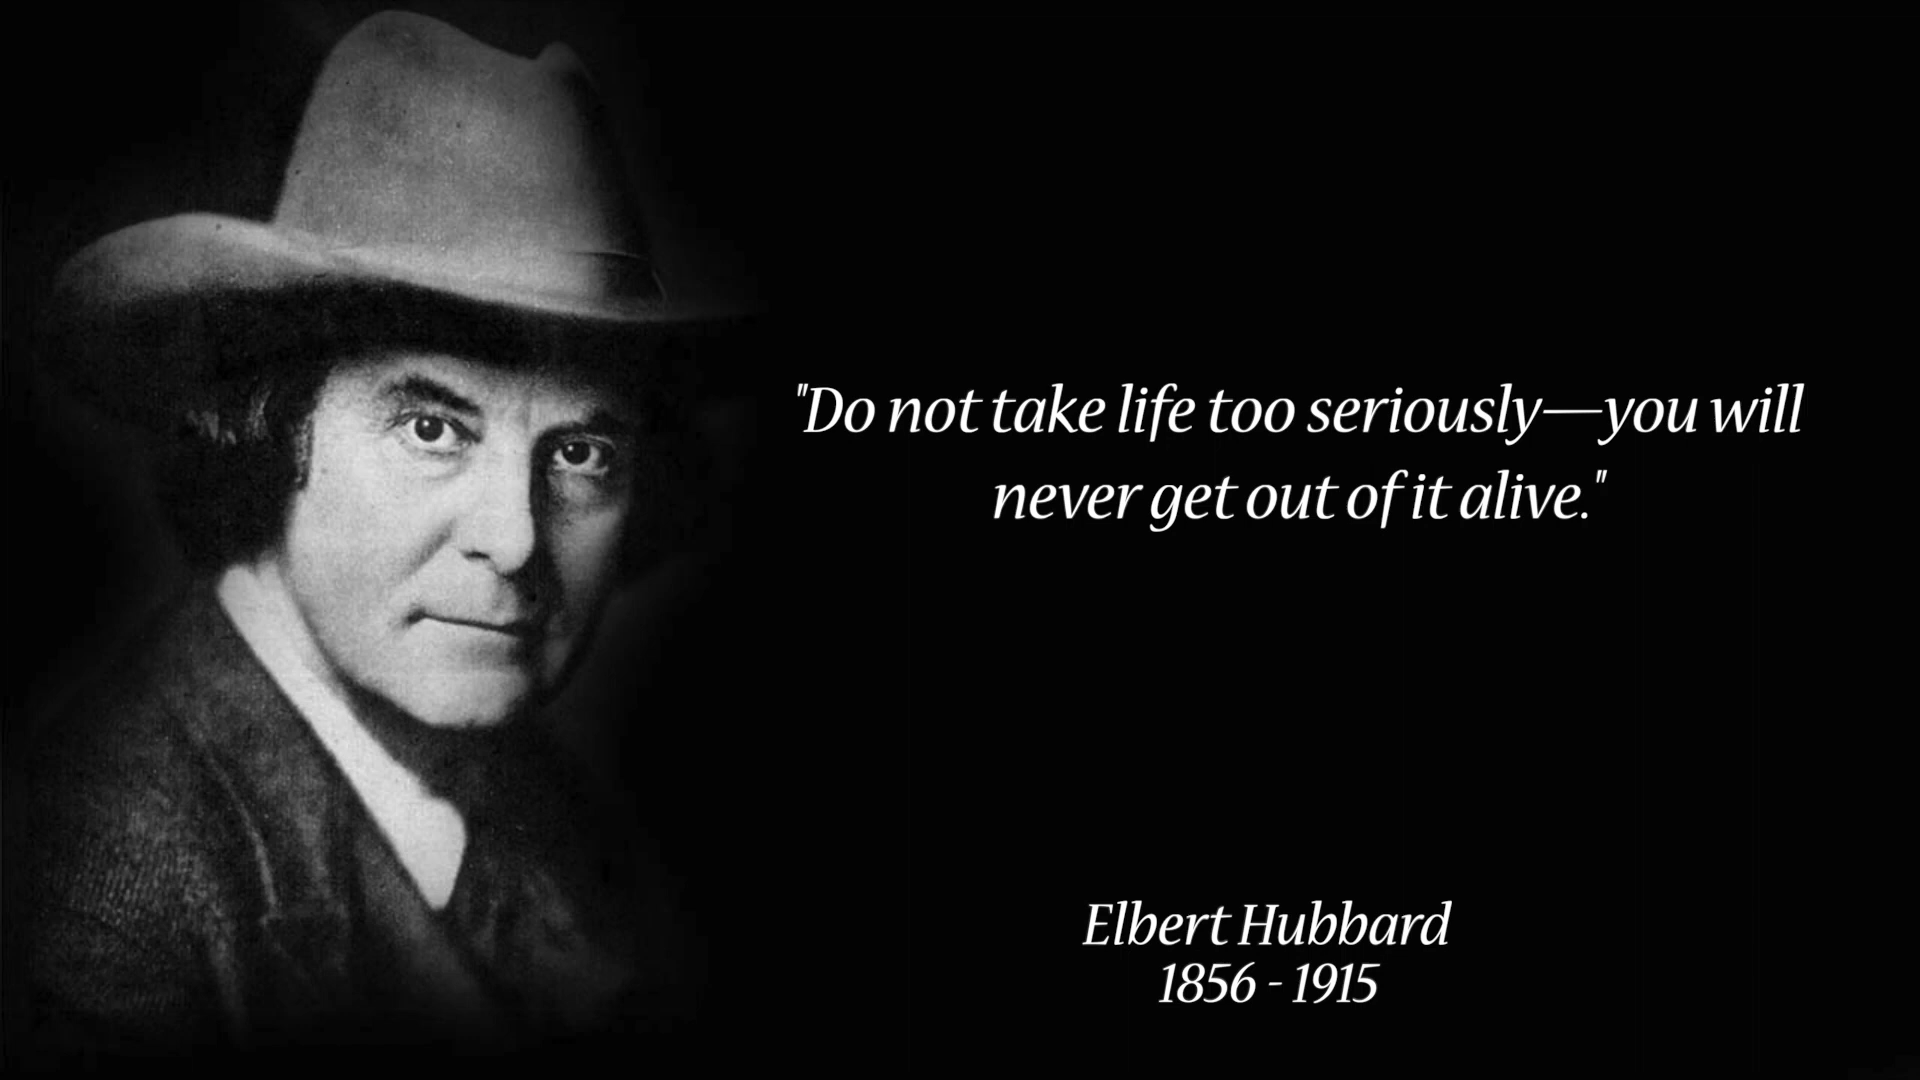 "Do not take life too seriously—you will
never get out of it alive."
Elbert Hubbard
1856 - 1915